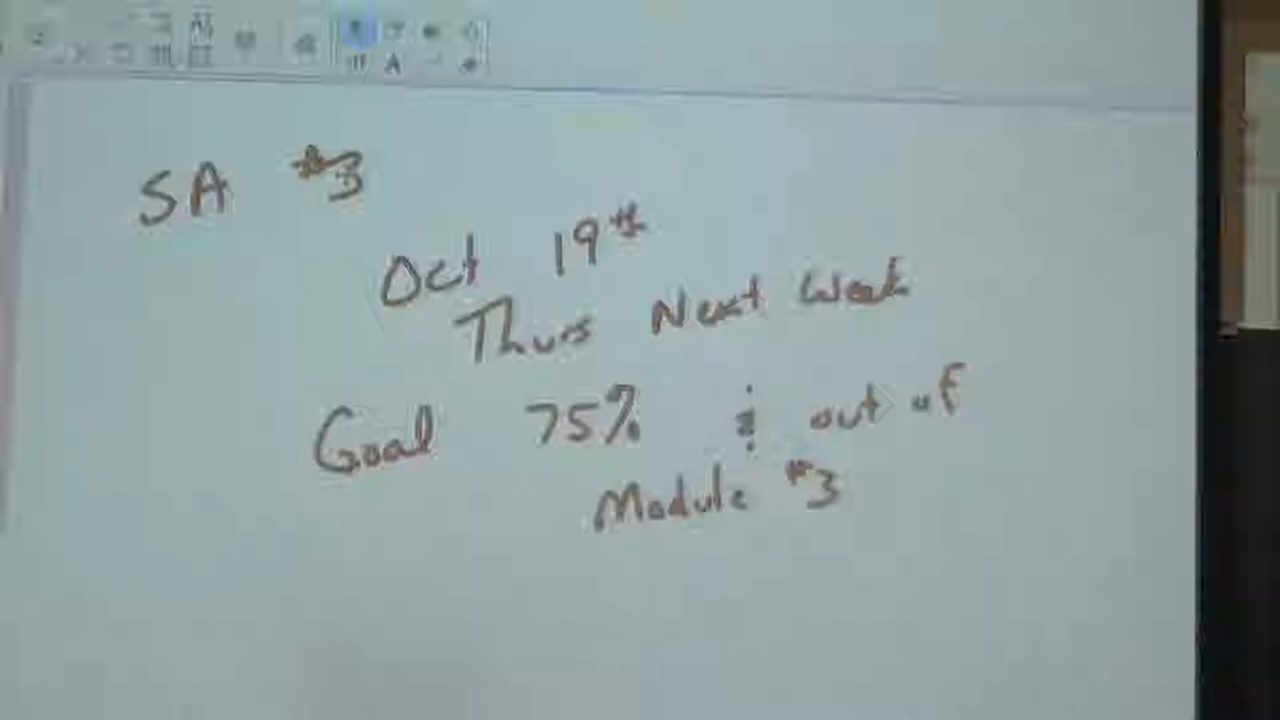 SA #3
Oct 19th
Thurs Next Week
Goal 75% & out of
Module #3